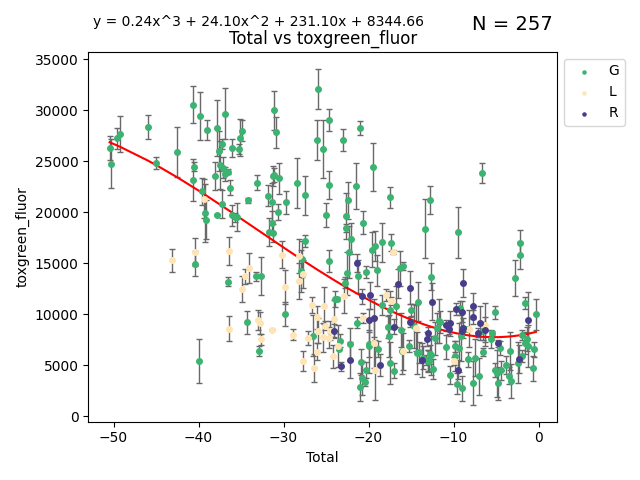 y = 0.24x^3 + 24.10x^2 + 231.10x + 8344.66
N = 257
Total vs toxgreen_fluor
35000
30000
25000
20000
15000
10000
5000
0
toxgreen_fluor
−50
−40
−30
−20
−10
0
Total
G
L
R